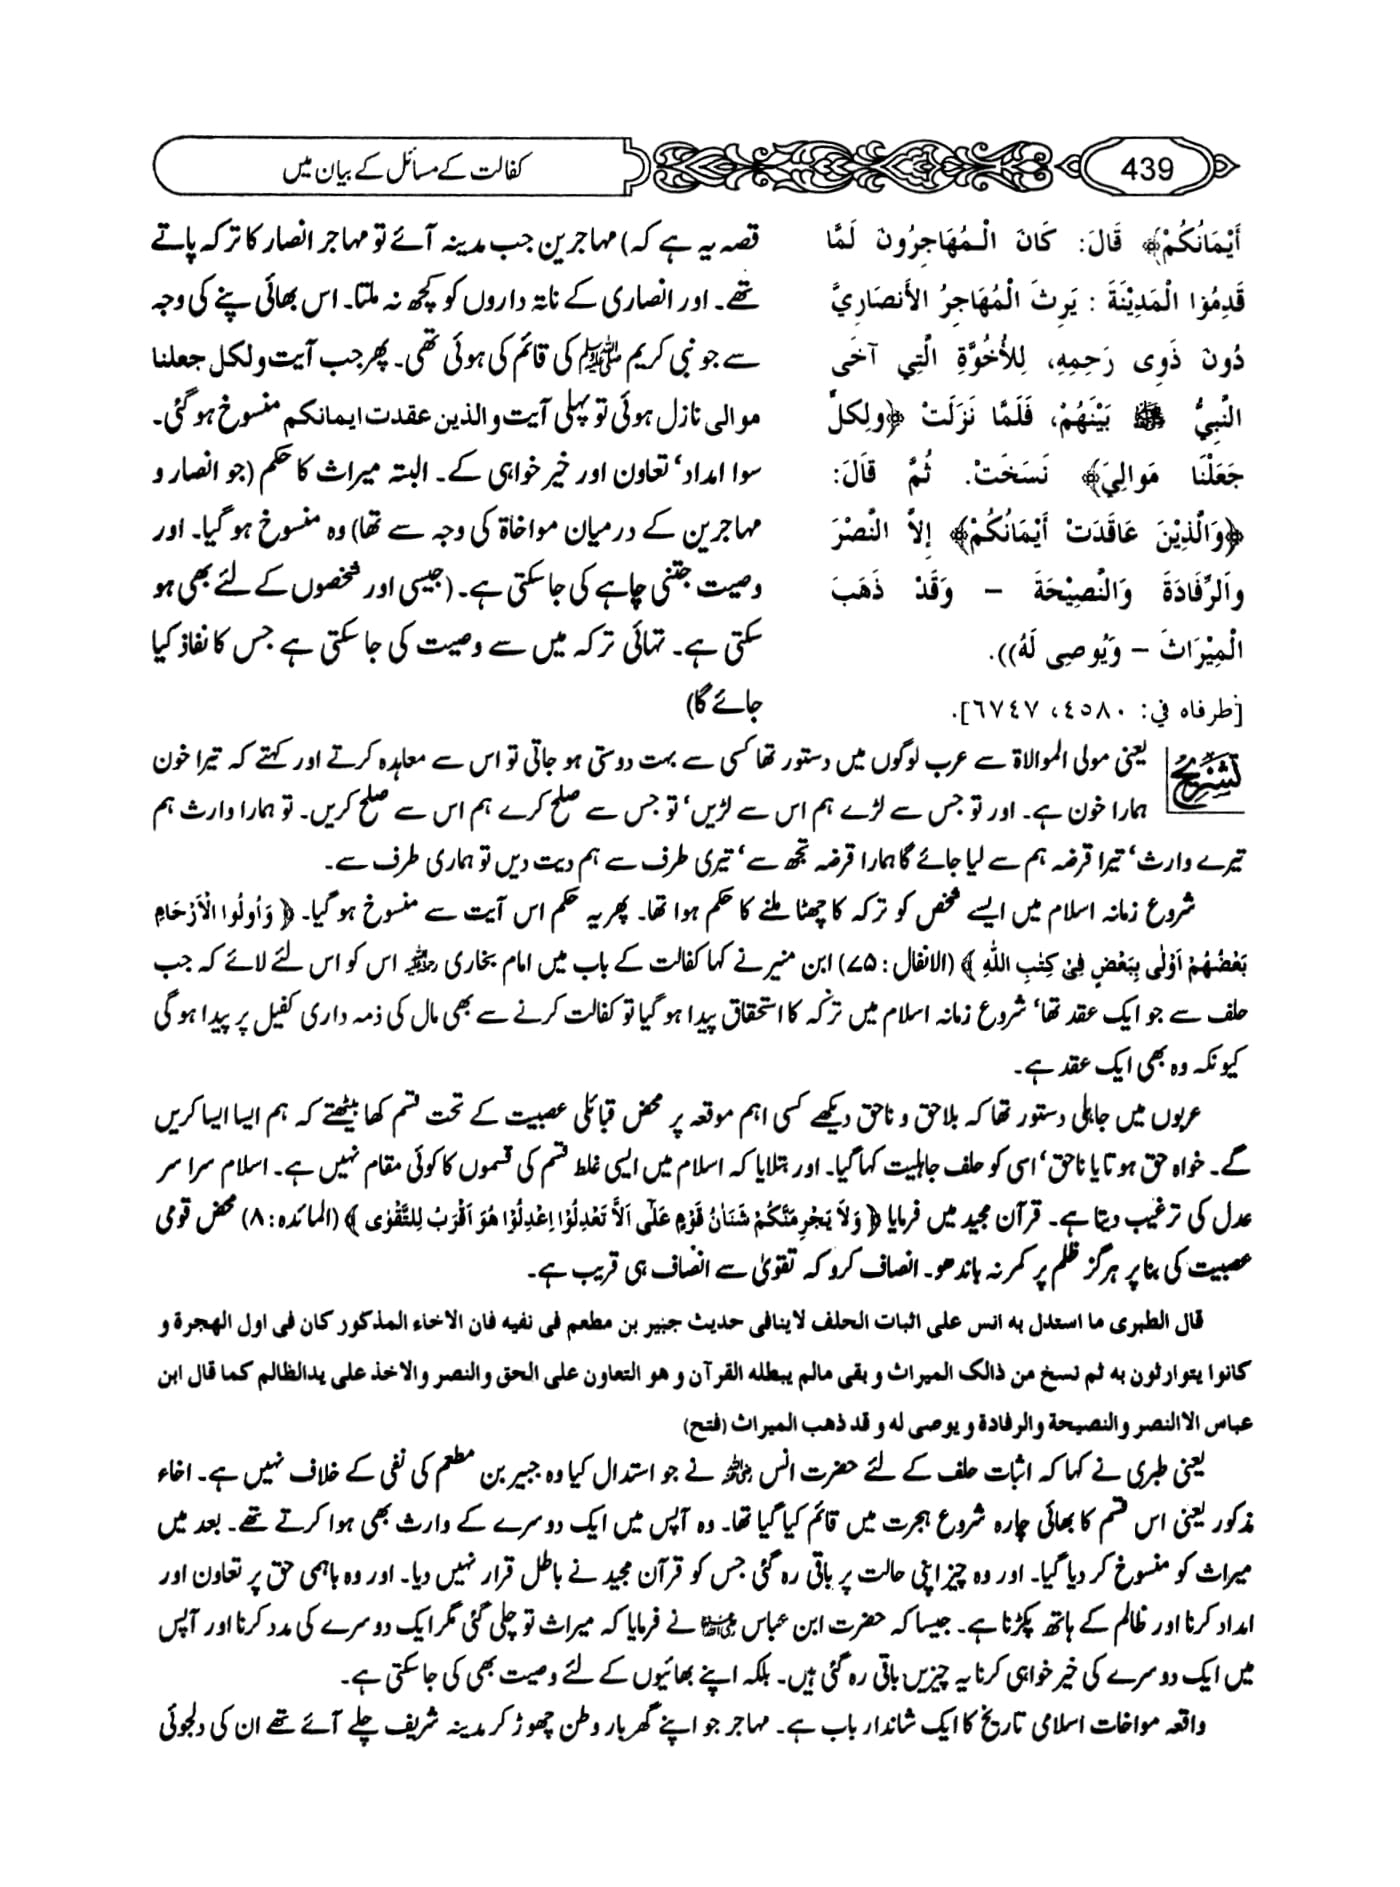 439
کفالت کے مسائل کے بیان میں
أَيْمَانُكُمْ﴾ قَالَ: كَانَ الْـمُهَاجِرُونَ لَمَّا
قَدِمُوا الْمَدِيْنَةَ : يَرِثُ الْمُهَاجِرُ الأَنصَارِيَّ
دُونَ ذَوِى رَحِمِهِ، لِلأُخُوَّةِ الَّتِي آخَى
النَّبِيُّ ﷺ بَيْنَهُمْ، فَلَمَّا نَزَلَتْ ﴿ولِكلٍّ
جَعَلْنَا مَوالِيَ﴾ نَسَخَتْ. ثُمَّ قَالَ:
﴿وَالَّذِيْنَ عَاقَدَتْ أَيْمَانُكُمْ﴾ إلاَّ النَّصْرَ
وَالرِّفَادَةَ وَالنَّصِيْحَةَ – وَقَدْ ذَهَبَ
الْمِيْرَاثُ – وَيُوصِى لَهُ)).
[طرفاه في: ٤٥٨٠، ٦٧٤٧].
قصہ یہ ہے کہ) مہاجرین جب مدینہ آئے تو مہاجر انصار کا ترکہ پاتے
تھے۔ اور انصاری کے ناتہ داروں کو کچھ نہ ملتا۔ اس بھائی پنے کی وجہ
سے جو نبی کریم ﷺ کی قائم کی ہوئی تھی۔ پھر جب آیت ولکل جعلنا
موالی نازل ہوئی تو پہلی آیت والذین عقدت ایمانکم منسوخ ہو گئی۔
سوا امداد‘ تعاون اور خیر خواہی کے۔ البتہ میراث کا حکم (جو انصار و
مہاجرین کے درمیان مواخاۃ کی وجہ سے تھا) وہ منسوخ ہو گیا۔ اور
وصیت جتنی چاہے کی جا سکتی ہے۔ (جیسی اور شخصوں کے لئے بھی ہو
سکتی ہے۔ تہائی ترکہ میں سے وصیت کی جا سکتی ہے جس کا نفاذ کیا
جائے گا)
تشریح
یعنی مولی الموالاۃ سے عرب لوگوں میں دستور تھا کسی سے بہت دوستی ہو جاتی تو اس سے معاہدہ کرتے اور کہتے کہ تیرا خون
ہمارا خون ہے۔ اور تو جس سے لڑے ہم اس سے لڑیں‘ تو جس سے صلح کرے ہم اس سے صلح کریں۔ تو ہمارا وارث ہم
تیرے وارث‘ تیرا قرضہ ہم سے لیا جائے گا ہمارا قرضہ تجھ سے‘ تیری طرف سے ہم دیت دیں تو ہماری طرف سے۔
شروع زمانہ اسلام میں ایسے شخص کو ترکہ کا چھٹا ملنے کا حکم ہوا تھا۔ پھر یہ حکم اس آیت سے منسوخ ہو گیا۔ ﴿ وَاُولُوا الْاَرْحَامِ
بَعْضُهُمْ اَوْلٰى بِبَعْضٍ فِىْ كِتٰبِ اللّٰهِ ﴾ (الانفال : ۷۵) ابن منیر نے کہا کفالت کے باب میں امام بخاری رحمۃ اللہ علیہ اس کو اس لئے لائے کہ جب
حلف سے جو ایک عقد تھا‘ شروع زمانہ اسلام میں ترکہ کا استحقاق پیدا ہو گیا تو کفالت کرنے سے بھی مال کی ذمہ داری کفیل پر پیدا ہو گی
کیونکہ وہ بھی ایک عقد ہے۔
عربوں میں جاہلی دستور تھا کہ بلاحق و ناحق دیکھے کسی اہم موقعہ پر محض قبائلی عصبیت کے تحت قسم کھا بیٹھتے کہ ہم ایسا ایسا کریں
گے۔ خواہ حق ہوتا یا ناحق‘ اسی کو حلف جاہلیت کہا گیا۔ اور بتلایا کہ اسلام میں ایسی غلط قسم کی قسموں کا کوئی مقام نہیں ہے۔ اسلام سراسر
عدل کی ترغیب دیتا ہے۔ قرآن مجید میں فرمایا ﴿ وَلَا يَجْرِمَنَّكُمْ شَنَاٰنُ قَوْمٍ عَلٰٓى اَلَّا تَعْدِلُوْا اِعْدِلُوْا هُوَ اَقْرَبُ لِلتَّقْوٰى ﴾ (المائدہ : ۸) محض قومی
عصبیت کی بنا پر ہرگز ظلم پر کمر نہ باندھو۔ انصاف کرو کہ تقویٰ سے انصاف ہی قریب ہے۔
قال الطبری ما استدل به انس علی اثبات الحلف لاینافی حدیث جبیر بن مطعم فی نفیه فان الاخاء المذکور کان فی اول الهجرة و
کانوا یتوارثون به ثم نسخ من ذالک المیراث و بقی مالم یبطله القرآن و هو التعاون علی الحق والنصر والاخذ علی یدالظالم کما قال ابن
عباس الاالنصر والنصیحة والرفادة و یوصی له و قد ذهب المیراث (فتح)
یعنی طبری نے کہا کہ اثبات حلف کے لئے حضرت انس رضی اللہ عنہ نے جو استدلال کیا وہ جبیر بن مطعم کی نفی کے خلاف نہیں ہے۔ اخاء
مذکور یعنی اس قسم کا بھائی چارہ شروع ہجرت میں قائم کیا گیا تھا۔ وہ آپس میں ایک دوسرے کے وارث بھی ہوا کرتے تھے۔ بعد میں
میراث کو منسوخ کر دیا گیا۔ اور وہ چیز اپنی حالت پر باقی رہ گئی جس کو قرآن مجید نے باطل قرار نہیں دیا۔ اور وہ باہمی حق پر تعاون اور
امداد کرنا اور ظالم کے ہاتھ پکڑنا ہے۔ جیسا کہ حضرت ابن عباس رضی اللہ عنہما نے فرمایا کہ میراث تو چلی گئی مگر ایک دوسرے کی مدد کرنا اور آپس
میں ایک دوسرے کی خیر خواہی کرنا یہ چیزیں باقی رہ گئی ہیں۔ بلکہ اپنے بھائیوں کے لئے وصیت بھی کی جا سکتی ہے۔
واقعہ مواخات اسلامی تاریخ کا ایک شاندار باب ہے۔ مہاجر جو اپنے گھر بار وطن چھوڑ کر مدینہ شریف چلے آئے تھے ان کی دلجوئی